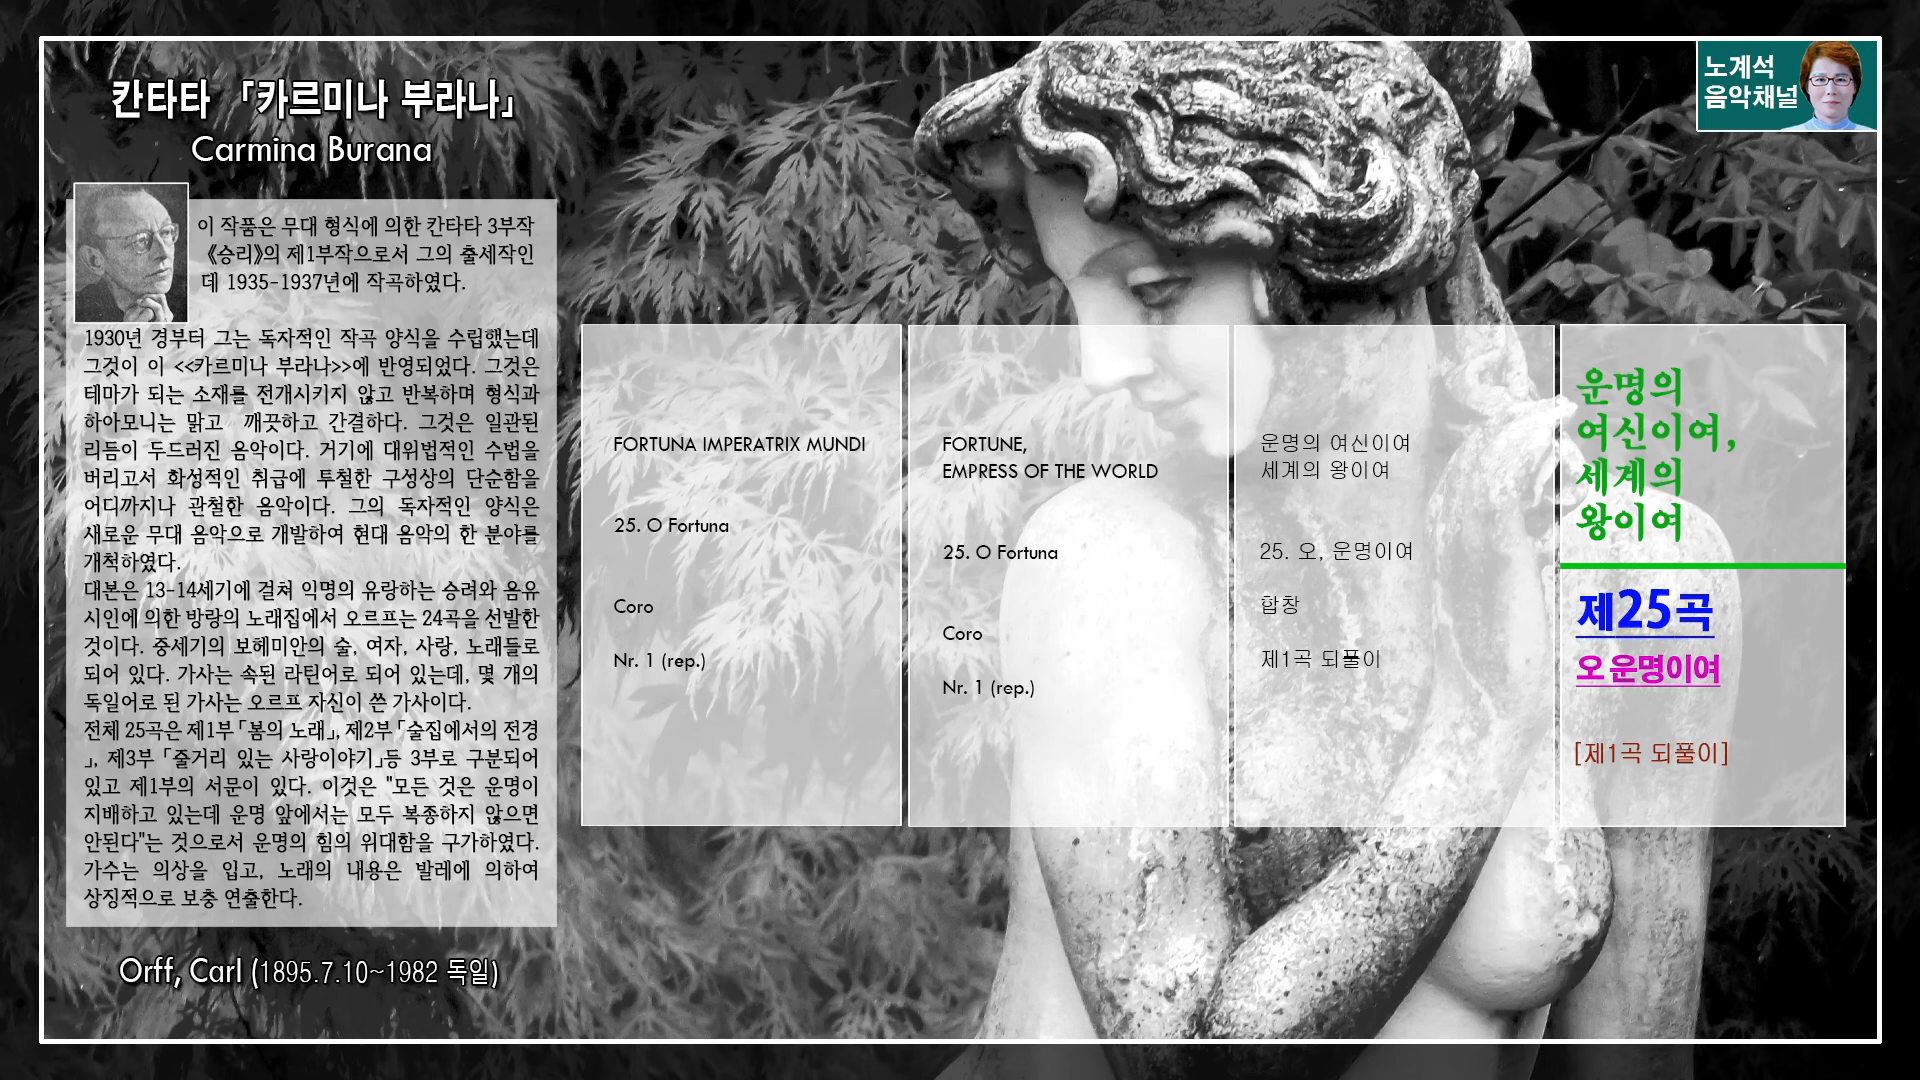 칸타타 「카르미나 부라나」
Carmina Burana
노계석
음악채널
이 작품은 무대 형식에 의한 칸타타 3부작
《승리》의 제1부작으로서 그의 출세작인
데 1935-1937년에 작곡하였다.
1930년 경부터 그는 독자적인 작곡 양식을 수립했는데
그것이 이 <<카르미나 부라나>>에 반영되었다. 그것은
테마가 되는 소재를 전개시키지 않고 반복하며 형식과
하아모니는 맑고 깨끗하고 간결하다. 그것은 일관된
리듬이 두드러진 음악이다. 거기에 대위법적인 수법을
버리고서 화성적인 취급에 투철한 구성상의 단순함을
어디까지나 관철한 음악이다. 그의 독자적인 양식은
새로운 무대 음악으로 개발하여 현대 음악의 한 분야를
개척하였다.
대본은 13-14세기에 걸쳐 익명의 유랑하는 승려와 음유
시인에 의한 방랑의 노래집에서 오르프는 24곡을 선발한
것이다. 중세기의 보헤미안의 술, 여자, 사랑, 노래들로
되어 있다. 가사는 속된 라틴어로 되어 있는데, 몇 개의
독일어로 된 가사는 오르프 자신이 쓴 가사이다.
전체 25곡은 제1부 「봄의 노래」, 제2부 「술집에서의 전경
」, 제3부 「줄거리 있는 사랑이야기」등 3부로 구분되어
있고 제1부의 서문이 있다. 이것은 "모든 것은 운명이
지배하고 있는데 운명 앞에서는 모두 복종하지 않으면
안된다"는 것으로서 운명의 힘의 위대함을 구가하였다.
가수는 의상을 입고, 노래의 내용은 발레에 의하여
상징적으로 보충 연출한다.
Orff, Carl (1895.7.10~1982 독일)
FORTUNA IMPERATRIX MUNDI
25. O Fortuna
Coro
Nr. 1 (rep.)
FORTUNE,
EMPRESS OF THE WORLD
25. O Fortuna
Coro
Nr. 1 (rep.)
운명의 여신이여
세계의 왕이여
25. 오, 운명이여
합창
제1곡 되풀이
운명의
여신이여,
세계의
왕이여
제25곡
오 운명이여
[제1곡 되풀이]